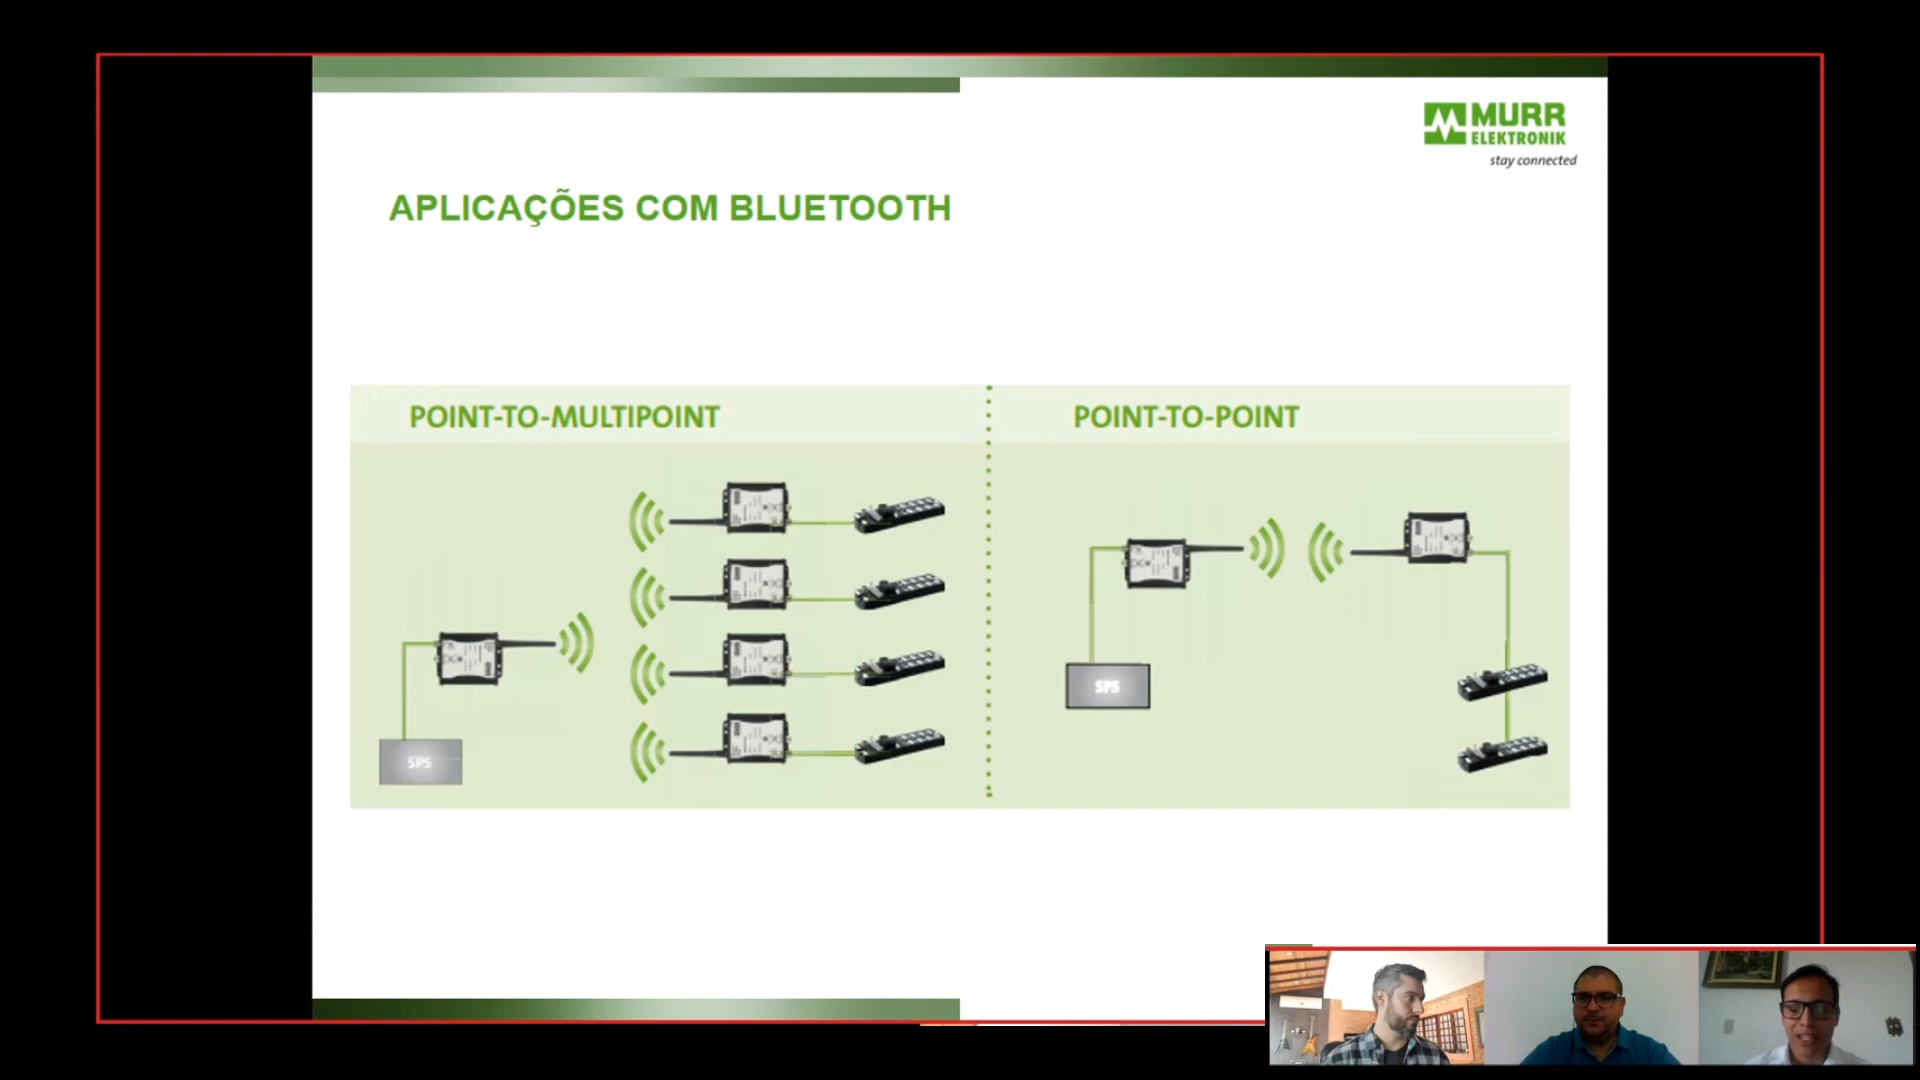 MURR
ELEKTRONIK
stay connected
APLICAÇÕES COM BLUETOOTH
POINT-TO-MULTIPOINT
POINT-TO-POINT
SPS
SPS